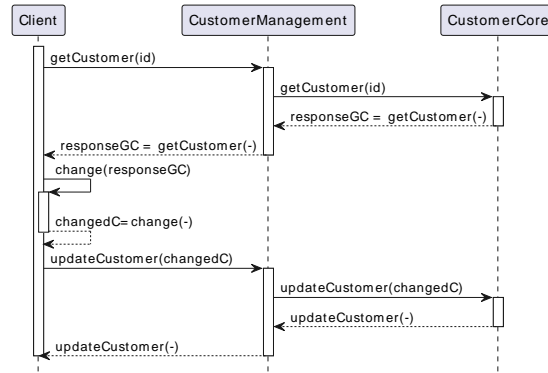 Client CustomerManagement CustomerCore
getCustomer(id)
getCustomer(id)
responseGC = getCustomer(-)
responseGC = getCustomer(-)
change(responseGC)
changedC=change(-)
updateCustomer(changedC)
updateCustomer(changedC)
updateCustomer(-)
updateCustomer(-)